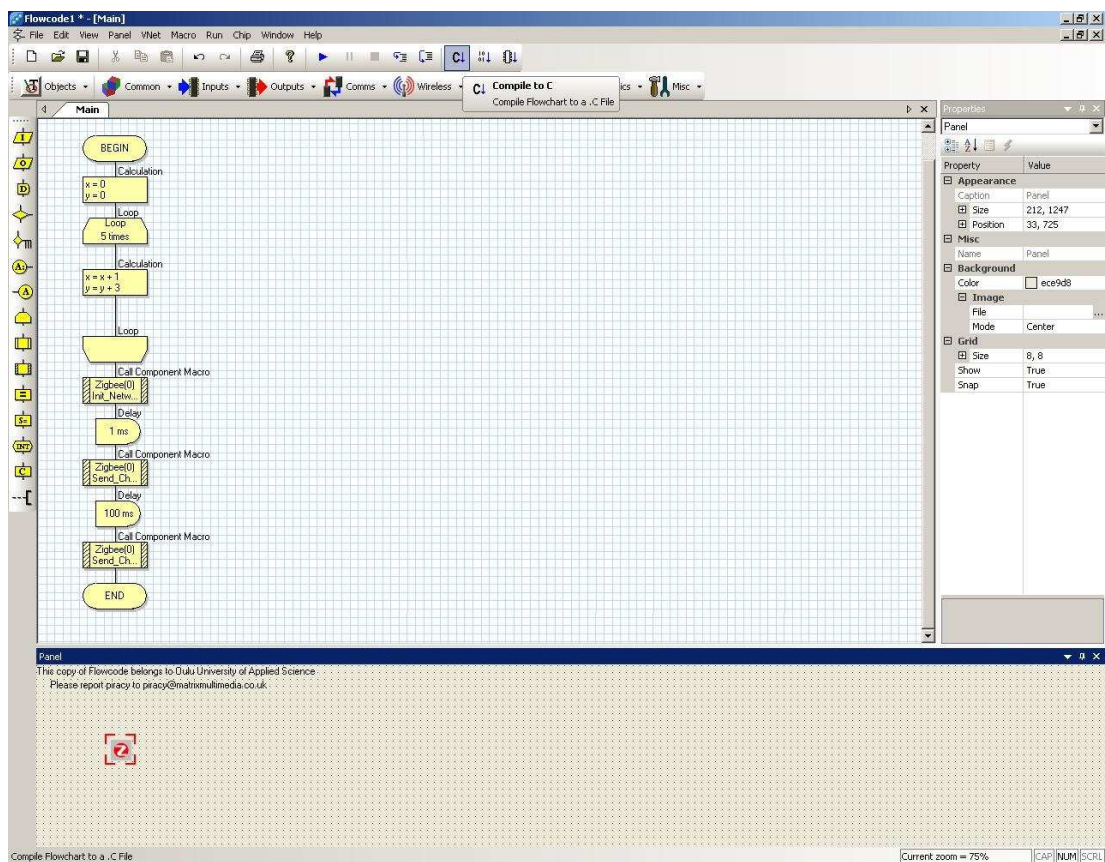 Flowcode1 * - [Main]
File Edit View Panel VNet Macro Run Chip Window Help
Objects Common Inputs Outputs Comms Wireless ics Misc
Compile to C
Compile Flowchart to a .C File
Main
BEGIN
Calculation
x = 0
y = 0
Loop
Loop
5 times
Calculation
x = x + 1
y = y + 3
Loop
Call Component Macro
Zigbee(0)
Init_Netw...
Delay
1 ms
Call Component Macro
Zigbee(0)
Send_Ch...
Delay
100 ms
Call Component Macro
Zigbee(0)
Send_Ch...
END
Properties
Panel
Property Value
Appearance
Caption Panel
Size 212, 1247
Position 33, 725
Misc
Name Panel
Background
Color ece9d8
Image
File ...
Mode Center
Grid
Size 8, 8
Show True
Snap True
Panel
This copy of Flowcode belongs to Oulu University of Applied Science
Please report piracy to piracy@matrixmultimedia.co.uk
Compile Flowchart to a .C File
Current zoom = 75% CAP NUM SCRL